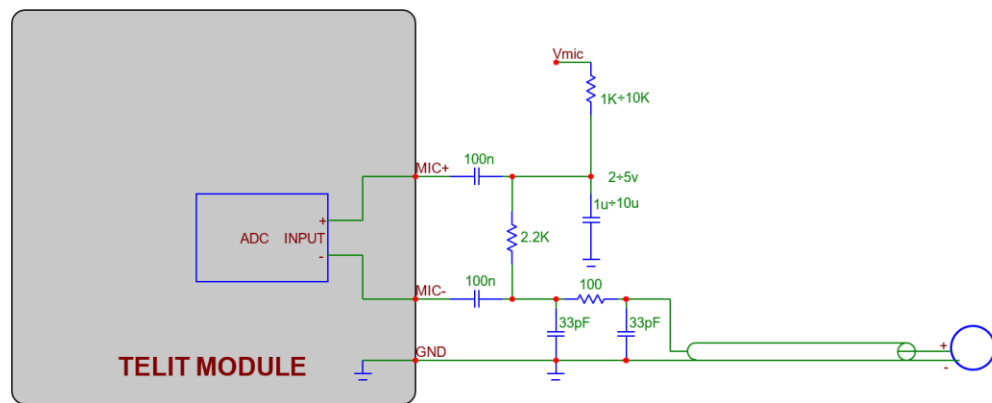 Vmic
1K÷10K
MIC+
100n
2÷5v
1u÷10u
+
ADC INPUT
-
2.2K
MIC-
100n
100
33pF
33pF
GND
TELIT MODULE
+
-